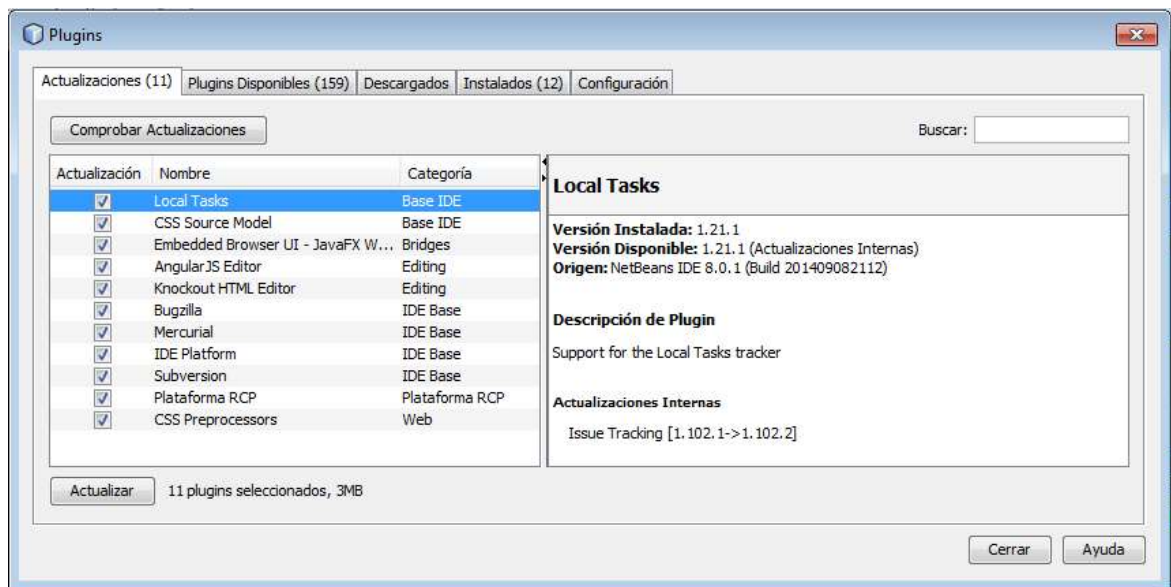 Plugins
Actualizaciones (11) Plugins Disponibles (159) Descargados Instalados (12) Configuración
Comprobar Actualizaciones Buscar:
Actualización Nombre Categoría
Local Tasks Base IDE
CSS Source Model Base IDE
Embedded Browser UI - JavaFX W... Bridges
AngularJS Editor Editing
Knockout HTML Editor Editing
Bugzilla IDE Base
Mercurial IDE Base
IDE Platform IDE Base
Subversion IDE Base
Plataforma RCP Plataforma RCP
CSS Preprocessors Web
Local Tasks
Versión Instalada: 1.21.1
Versión Disponible: 1.21.1 (Actualizaciones Internas)
Origen: NetBeans IDE 8.0.1 (Build 201409082112)
Descripción de Plugin
Support for the Local Tasks tracker
Actualizaciones Internas
Issue Tracking [1.102.1->1.102.2]
Actualizar 11 plugins seleccionados, 3MB
Cerrar Ayuda